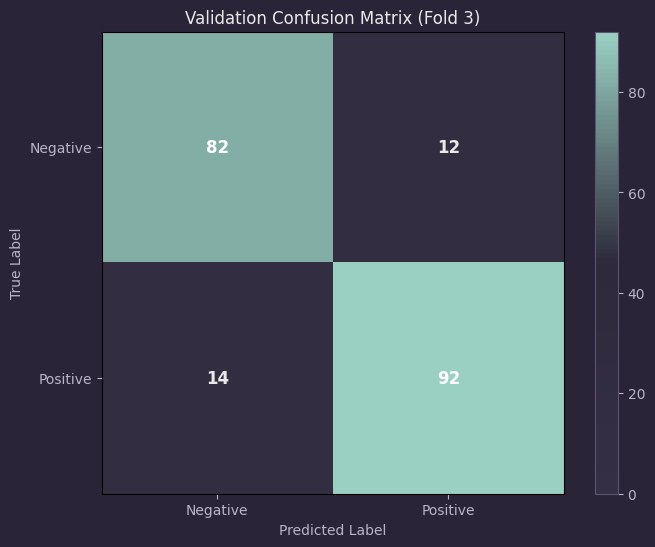 Validation Confusion Matrix (Fold 3)
Negative
82
12
80
60
40
20
0
True Label
Positive
14
92
Negative
Positive
Predicted Label